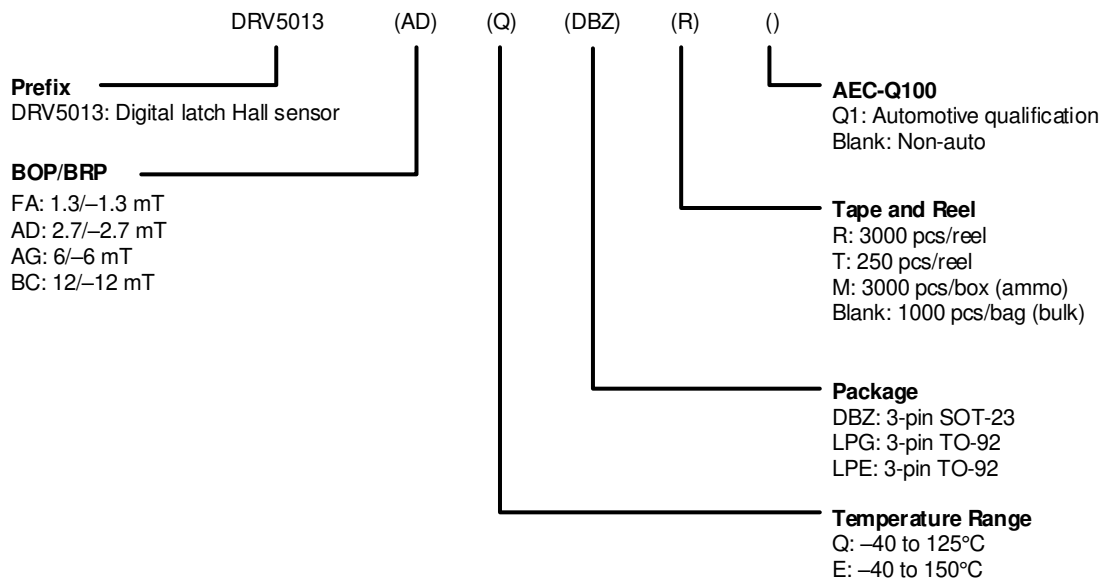 DRV5013 (AD) (Q) (DBZ) (R) ()
Prefix
DRV5013: Digital latch Hall sensor
BOP/BRP
FA: 1.3/–1.3 mT
AD: 2.7/–2.7 mT
AG: 6/–6 mT
BC: 12/–12 mT
AEC-Q100
Q1: Automotive qualification
Blank: Non-auto
Tape and Reel
R: 3000 pcs/reel
T: 250 pcs/reel
M: 3000 pcs/box (ammo)
Blank: 1000 pcs/bag (bulk)
Package
DBZ: 3-pin SOT-23
LPG: 3-pin TO-92
LPE: 3-pin TO-92
Temperature Range
Q: –40 to 125°C
E: –40 to 150°C